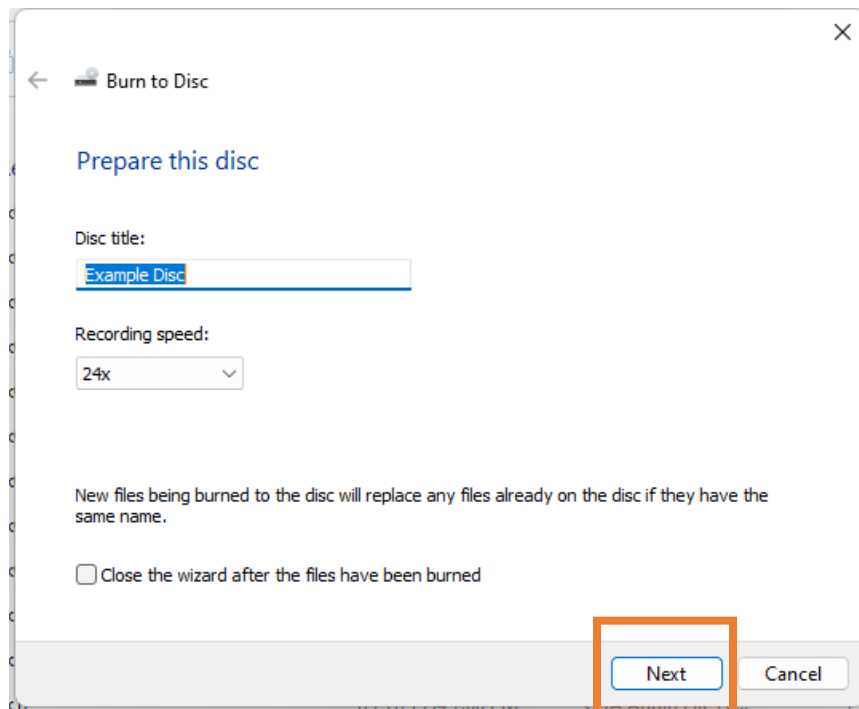 Burn to Disc
Prepare this disc
Disc title:
Example Disc
Recording speed:
24x
New files being burned to the disc will replace any files already on the disc if they have the
same name.
Close the wizard after the files have been burned
Next
Cancel